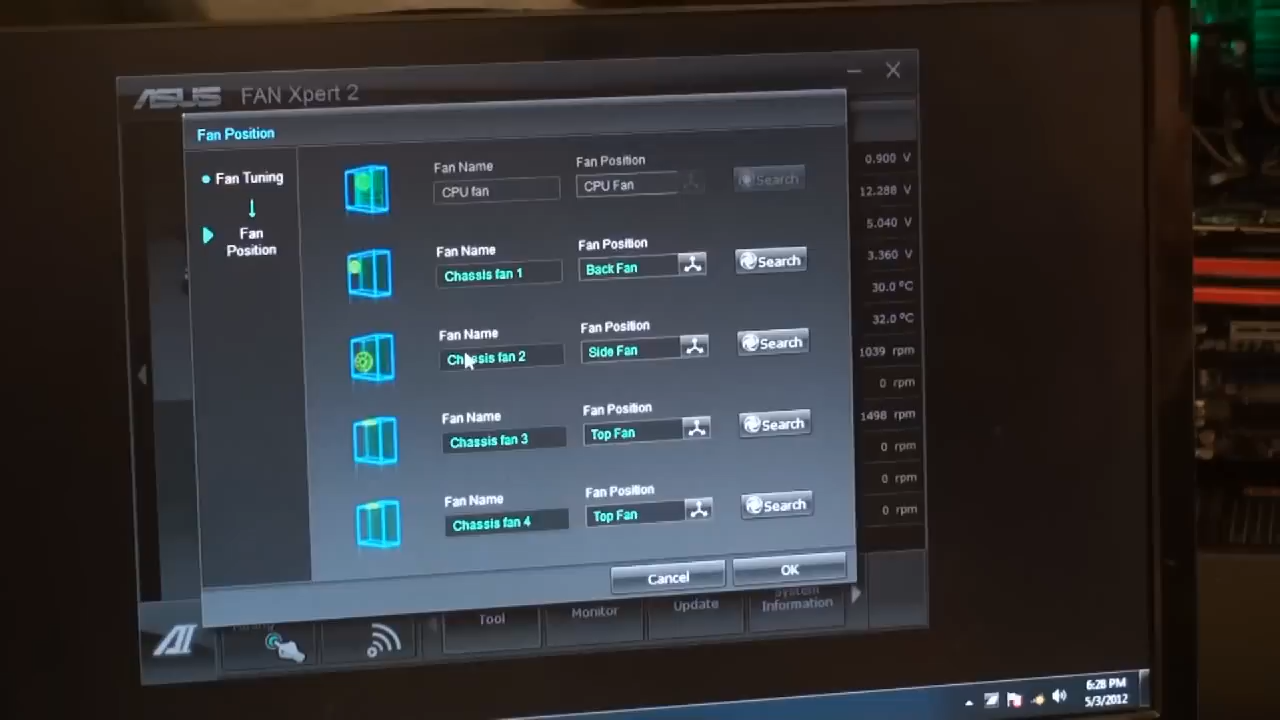 ASUS FAN Xpert 2
Fan Position
Fan Tuning
Fan
Position
Fan Name
Fan Position
CPU fan
CPU Fan
Search
Fan Name
Fan Position
Chassis fan 1
Back Fan
Search
Fan Name
Fan Position
Chassis fan 2
Side Fan
Search
Fan Name
Fan Position
Chassis fan 3
Top Fan
Search
Fan Name
Fan Position
Chassis fan 4
Top Fan
Search
Cancel
OK
0.900 V
12.288 V
5.040 V
3.360 V
30.0 °C
32.0 °C
1039 rpm
0 rpm
1498 rpm
0 rpm
0 rpm
0 rpm
Tool
Monitor
Update
System
Information
6:28 PM
5/3/2012